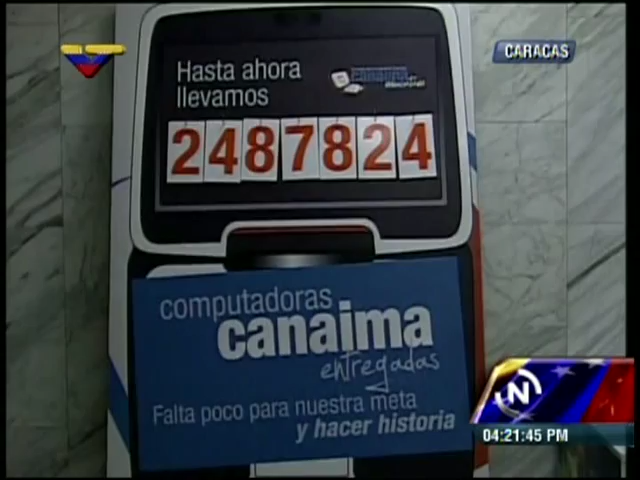 CARACAS
Hasta ahora
llevamos
canaima
2487824
computadoras
canaima
entregadas
Falta poco para nuestra meta
y hacer historia
N
04:21:45 PM